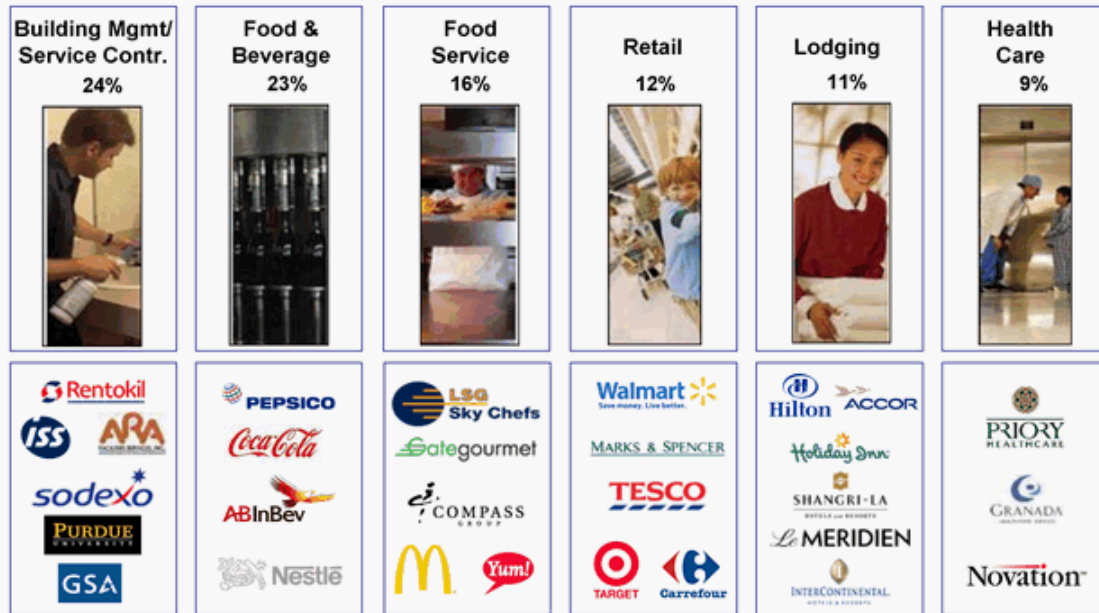 Building Mgmt/
Service Contr.
24%
Food &
Beverage
23%
Food
Service
16%
Retail
12%
Lodging
11%
Health
Care
9%
Rentokil
ISS
ARA
sodexo
PURDUE
UNIVERSITY
GSA
PEPSICO
Coca-Cola
ABInBev
Nestlé
LSG
Sky Chefs
Gategourmet
COMPASS
GROUP
M
Yum!
Walmart
Save money. Live better.
MARKS & SPENCER
TESCO
TARGET
Carrefour
H
Hilton
ACCOR
Holiday Inn
SHANGRI-LA
HOTELS and RESORTS
Le MERIDIEN
INTERCONTINENTAL
HOTELS & RESORTS
PRIORY
HEALTHCARE
GRANADA
Novation